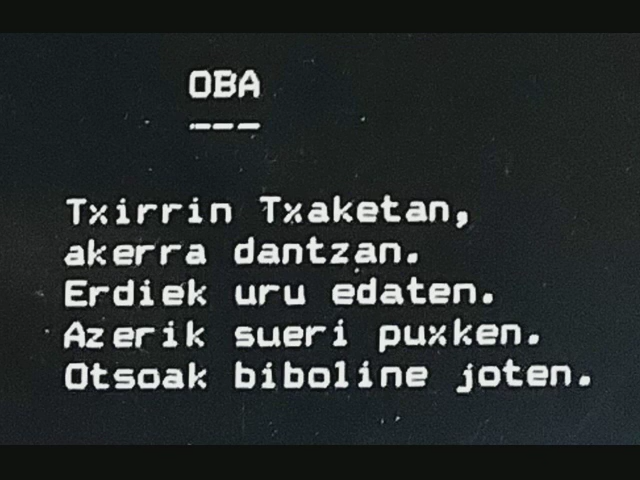 OBA
---
Txirrin Txaketan,
akerra dantzan.
Erdiek uru edaten.
Azerik sueri puxken.
Otsoak biboline joten.